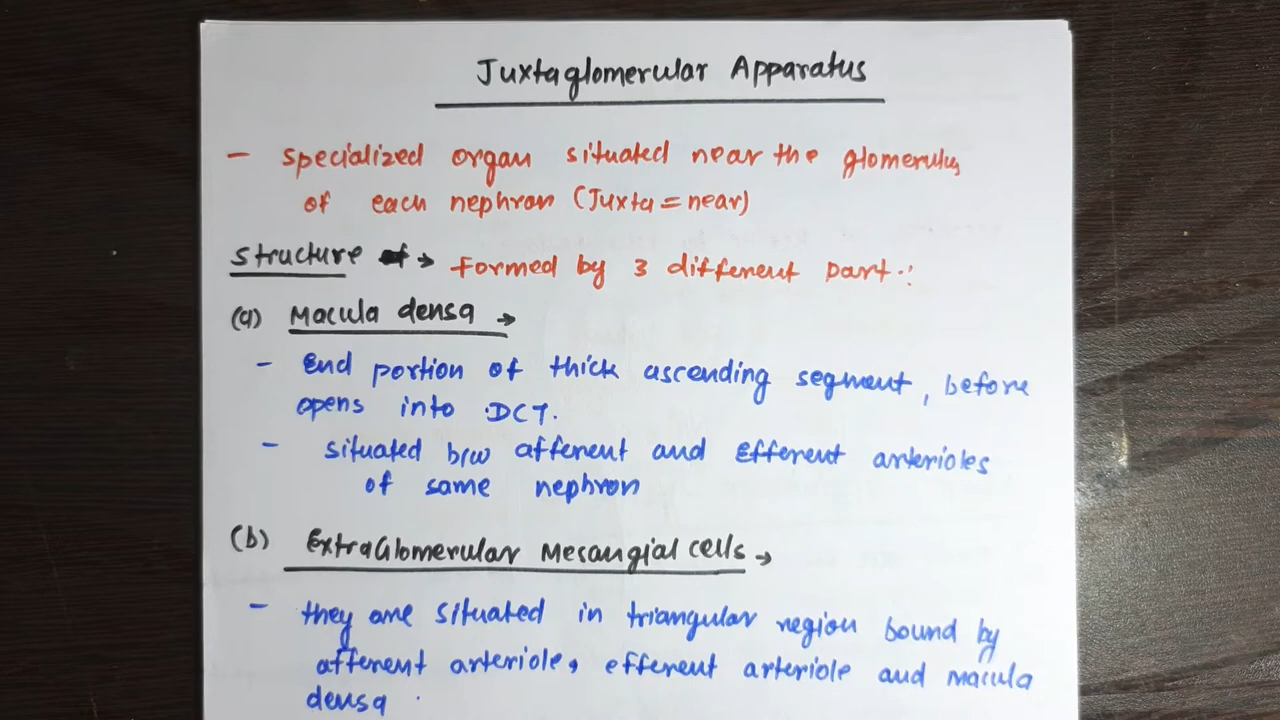 Juxtaglomerular Apparatus
- specialized organ situated near the glomerulus
of each nephron (Juxta = near)
Structure → Formed by 3 different part :
(a) Macula densa →
- End portion of thick ascending segment, before
opens into DCT.
- situated b/w afferent and Efferent arterioles
of same nephron
(b) ExtraGlomerular Mesangial cells →
- they are situated in triangular region bound by
afferent arteriole, efferent arteriole and macula
densa .